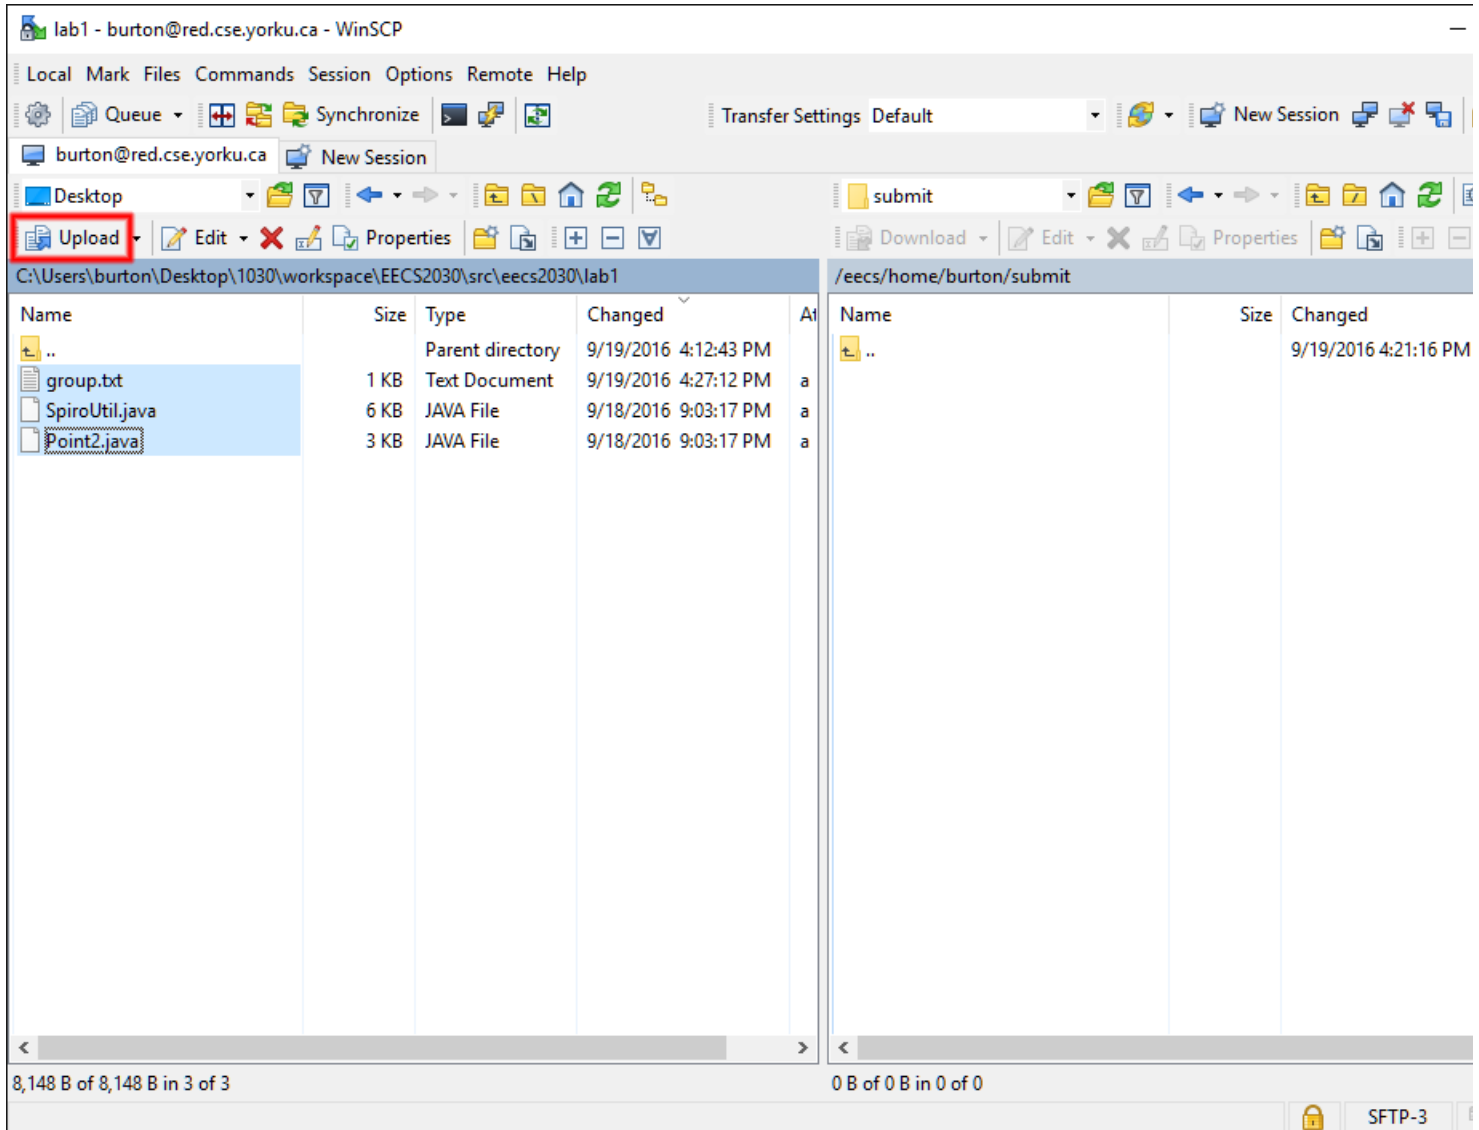 lab1 - burton@red.cse.yorku.ca - WinSCP
Local Mark Files Commands Session Options Remote Help
Queue Synchronize Transfer Settings Default New Session
burton@red.cse.yorku.ca New Session
Desktop submit
Upload Edit Properties Download Edit Properties
C:\Users\burton\Desktop\1030\workspace\EECS2030\src\eecs2030\lab1 /eecs/home/burton/submit
Name Size Type Changed At Name Size Changed
.. Parent directory 9/19/2016 4:12:43 PM .. 9/19/2016 4:21:16 PM
group.txt 1 KB Text Document 9/19/2016 4:27:12 PM a
SpiroUtil.java 6 KB JAVA File 9/18/2016 9:03:17 PM a
Point2.java 3 KB JAVA File 9/18/2016 9:03:17 PM a
8,148 B of 8,148 B in 3 of 3 0 B of 0 B in 0 of 0
SFTP-3